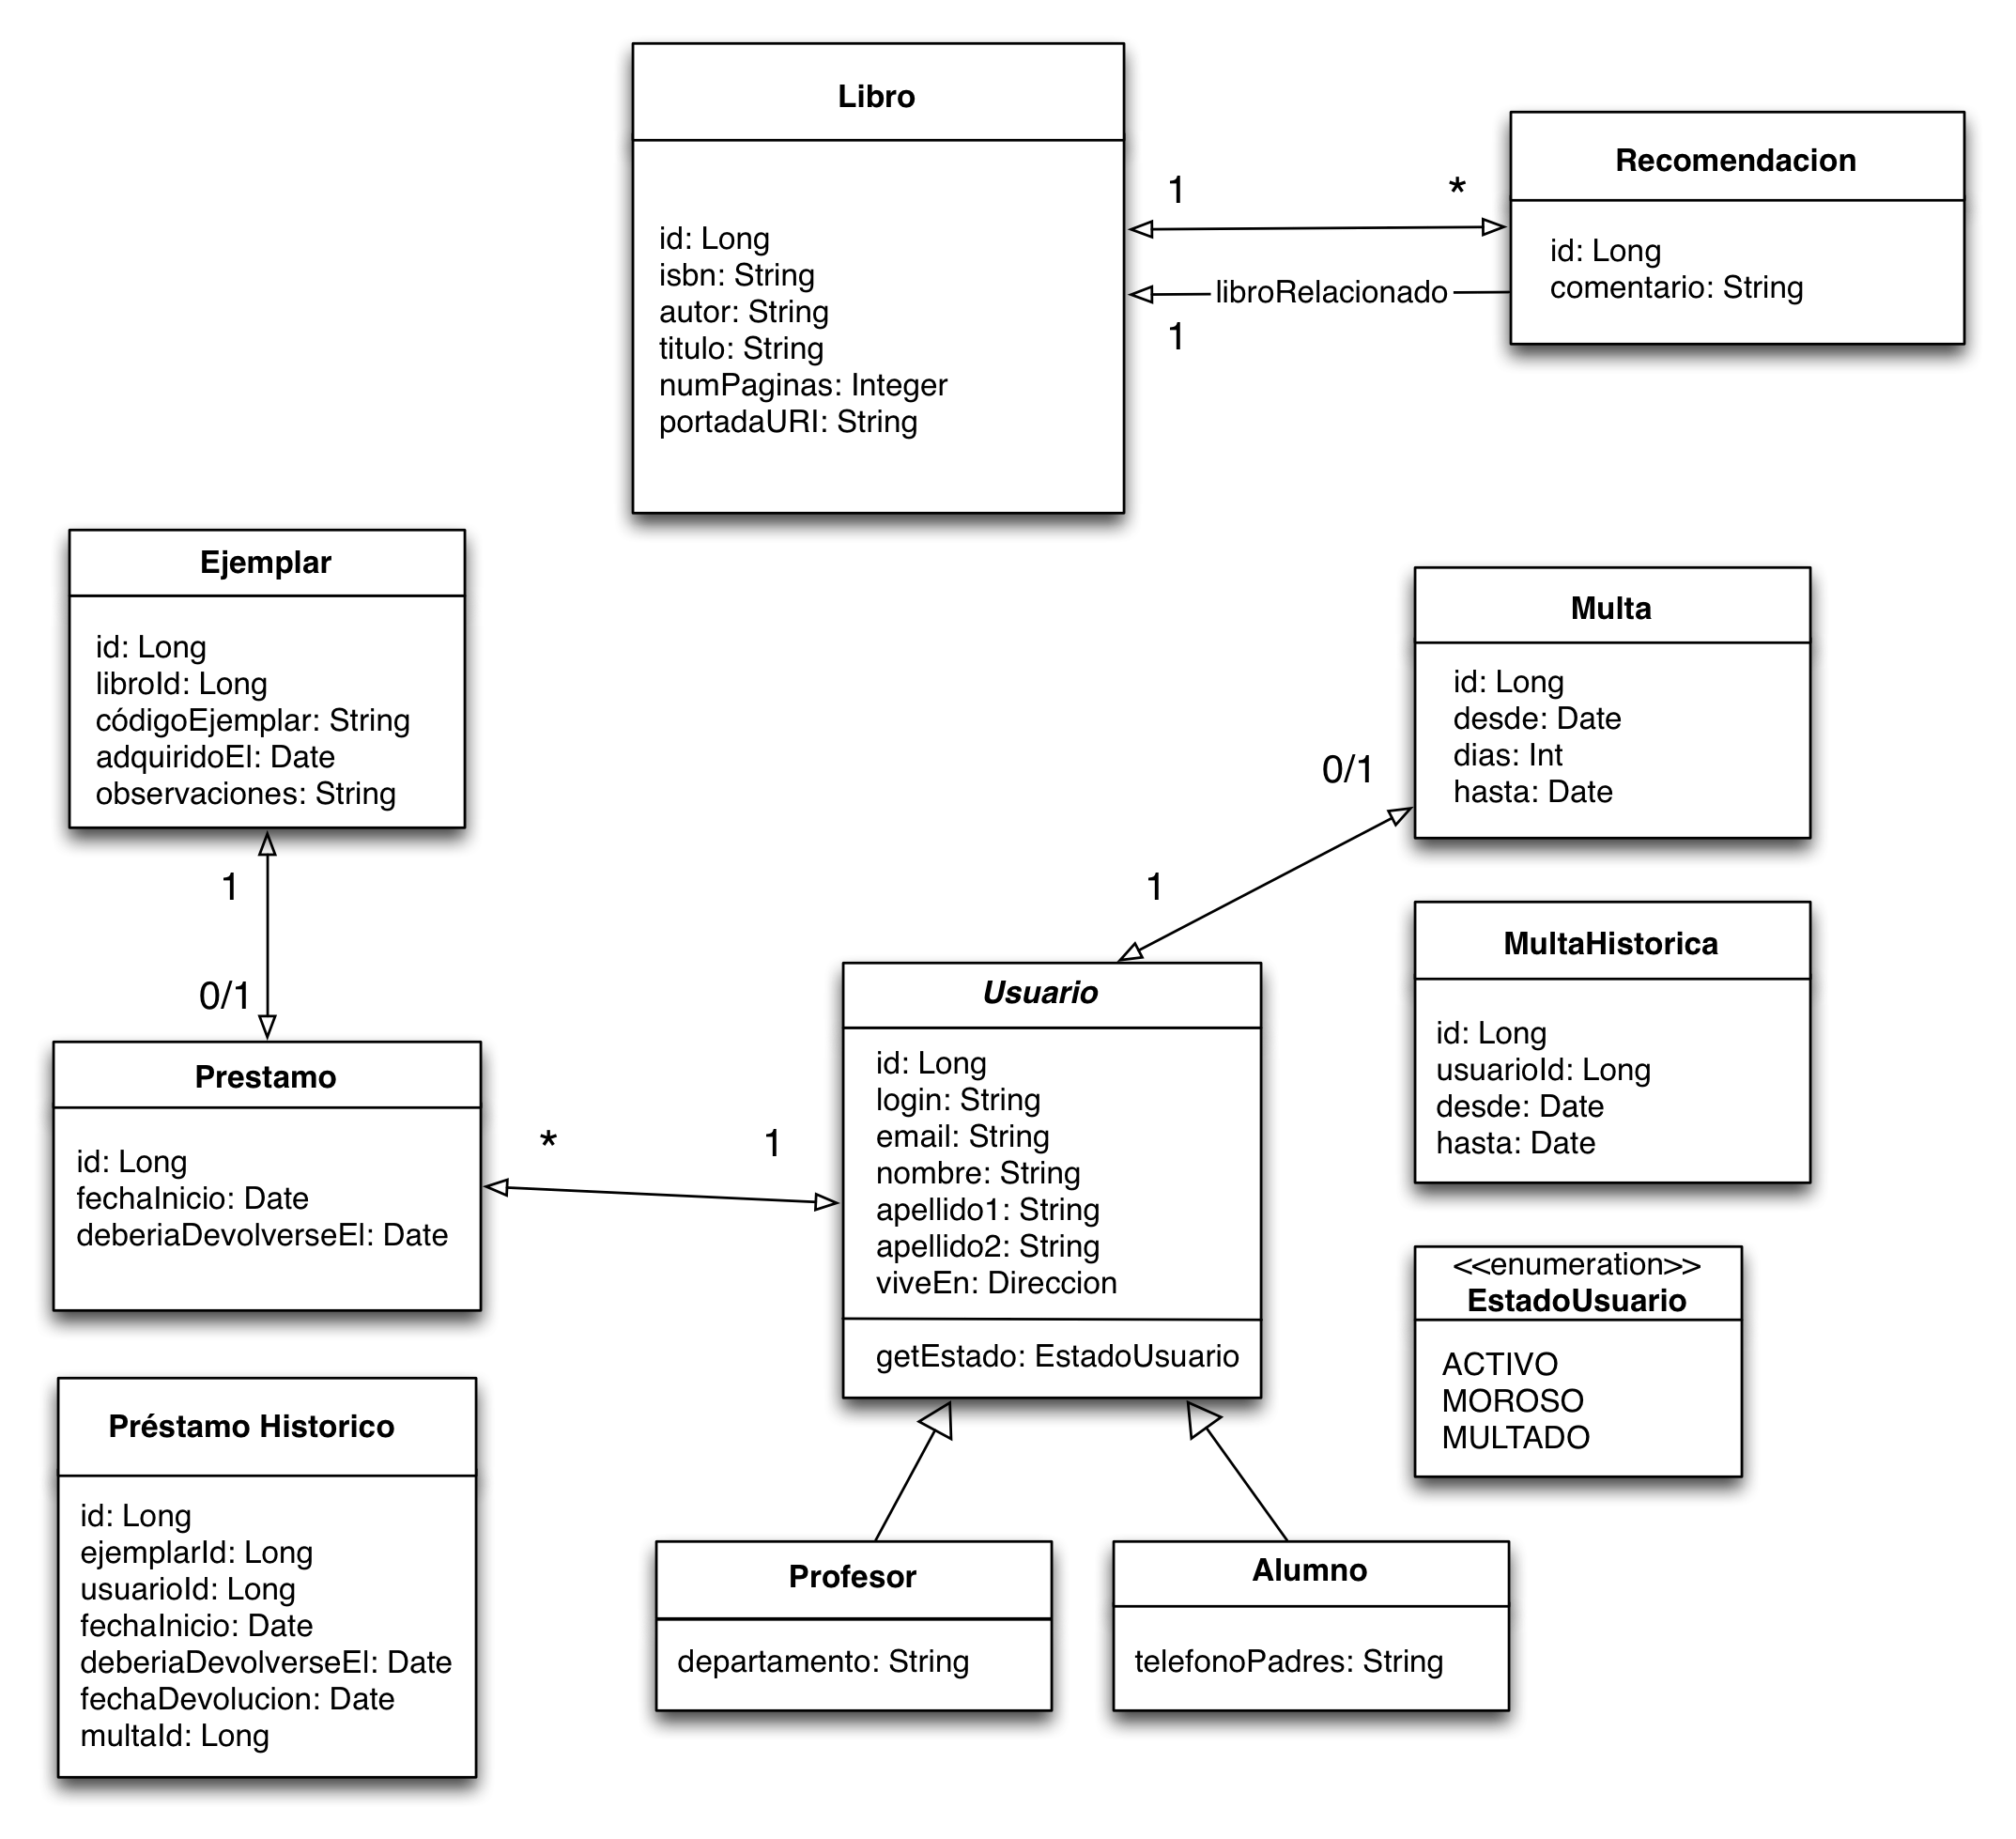 Libro
id: Long
isbn: String
autor: String
titulo: String
numPaginas: Integer
portadaURI: String
1
*
libroRelacionado
1
Recomendacion
id: Long
comentario: String
Ejemplar
id: Long
libroId: Long
códigoEjemplar: String
adquiridoEl: Date
observaciones: String
1
0/1
Multa
id: Long
desde: Date
dias: Int
hasta: Date
0/1
1
MultaHistorica
id: Long
usuarioId: Long
desde: Date
hasta: Date
Usuario
id: Long
login: String
email: String
nombre: String
apellido1: String
apellido2: String
viveEn: Direccion
getEstado: EstadoUsuario
Prestamo
id: Long
fechaInicio: Date
deberiaDevolverseEl: Date
*
1
<<enumeration>>
EstadoUsuario
ACTIVO
MOROSO
MULTADO
Préstamo Historico
id: Long
ejemplarId: Long
usuarioId: Long
fechaInicio: Date
deberiaDevolverseEl: Date
fechaDevolucion: Date
multaId: Long
Profesor
departamento: String
Alumno
telefonoPadres: String